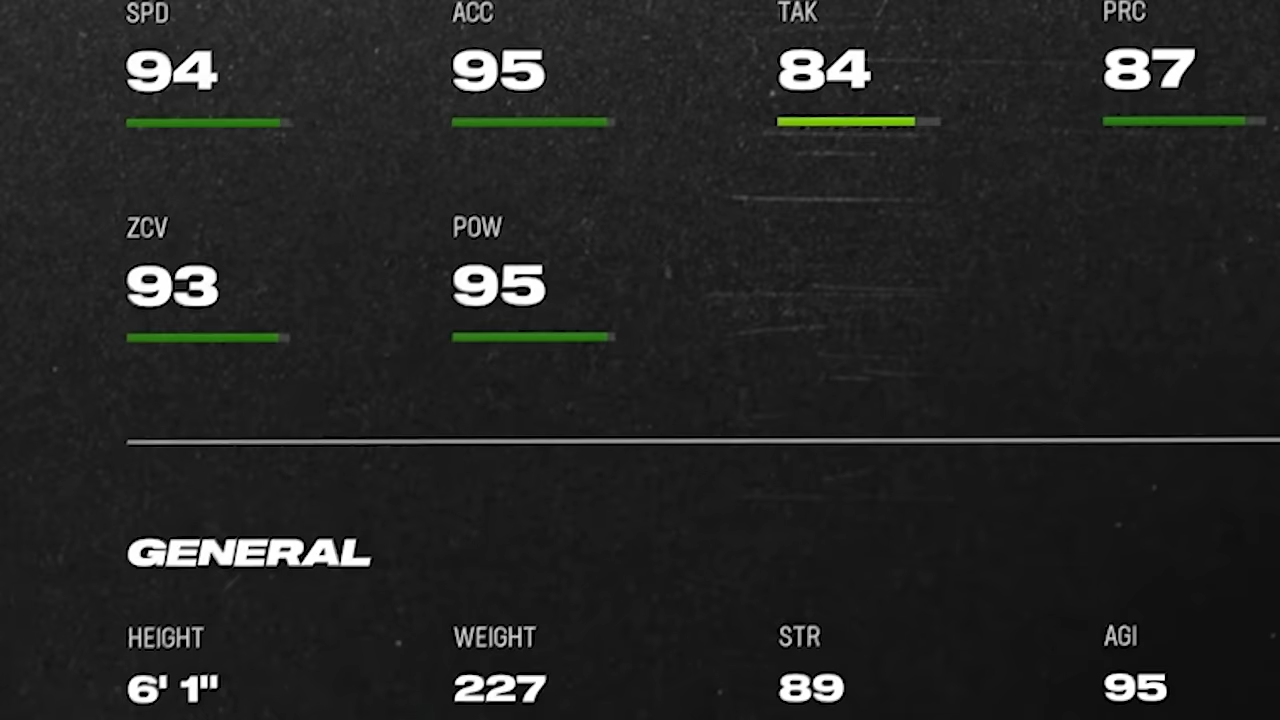 SPD ACC TAK PRC
94 95 84 87
ZCV POW
93 95
GENERAL
HEIGHT WEIGHT STR AGI
6' 1" 227 89 95